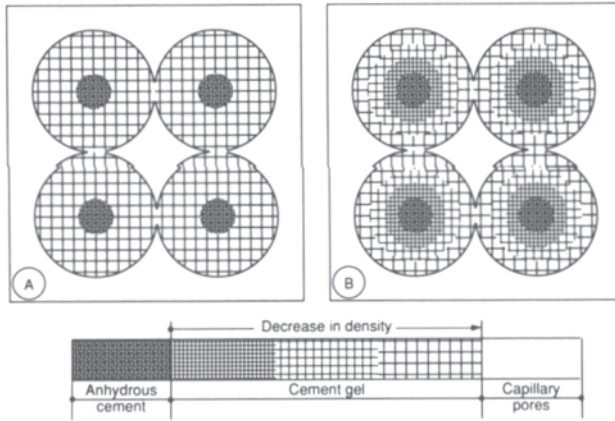 A
B
Decrease in density
Anhydrous
cement
Cement gel
Capillary
pores